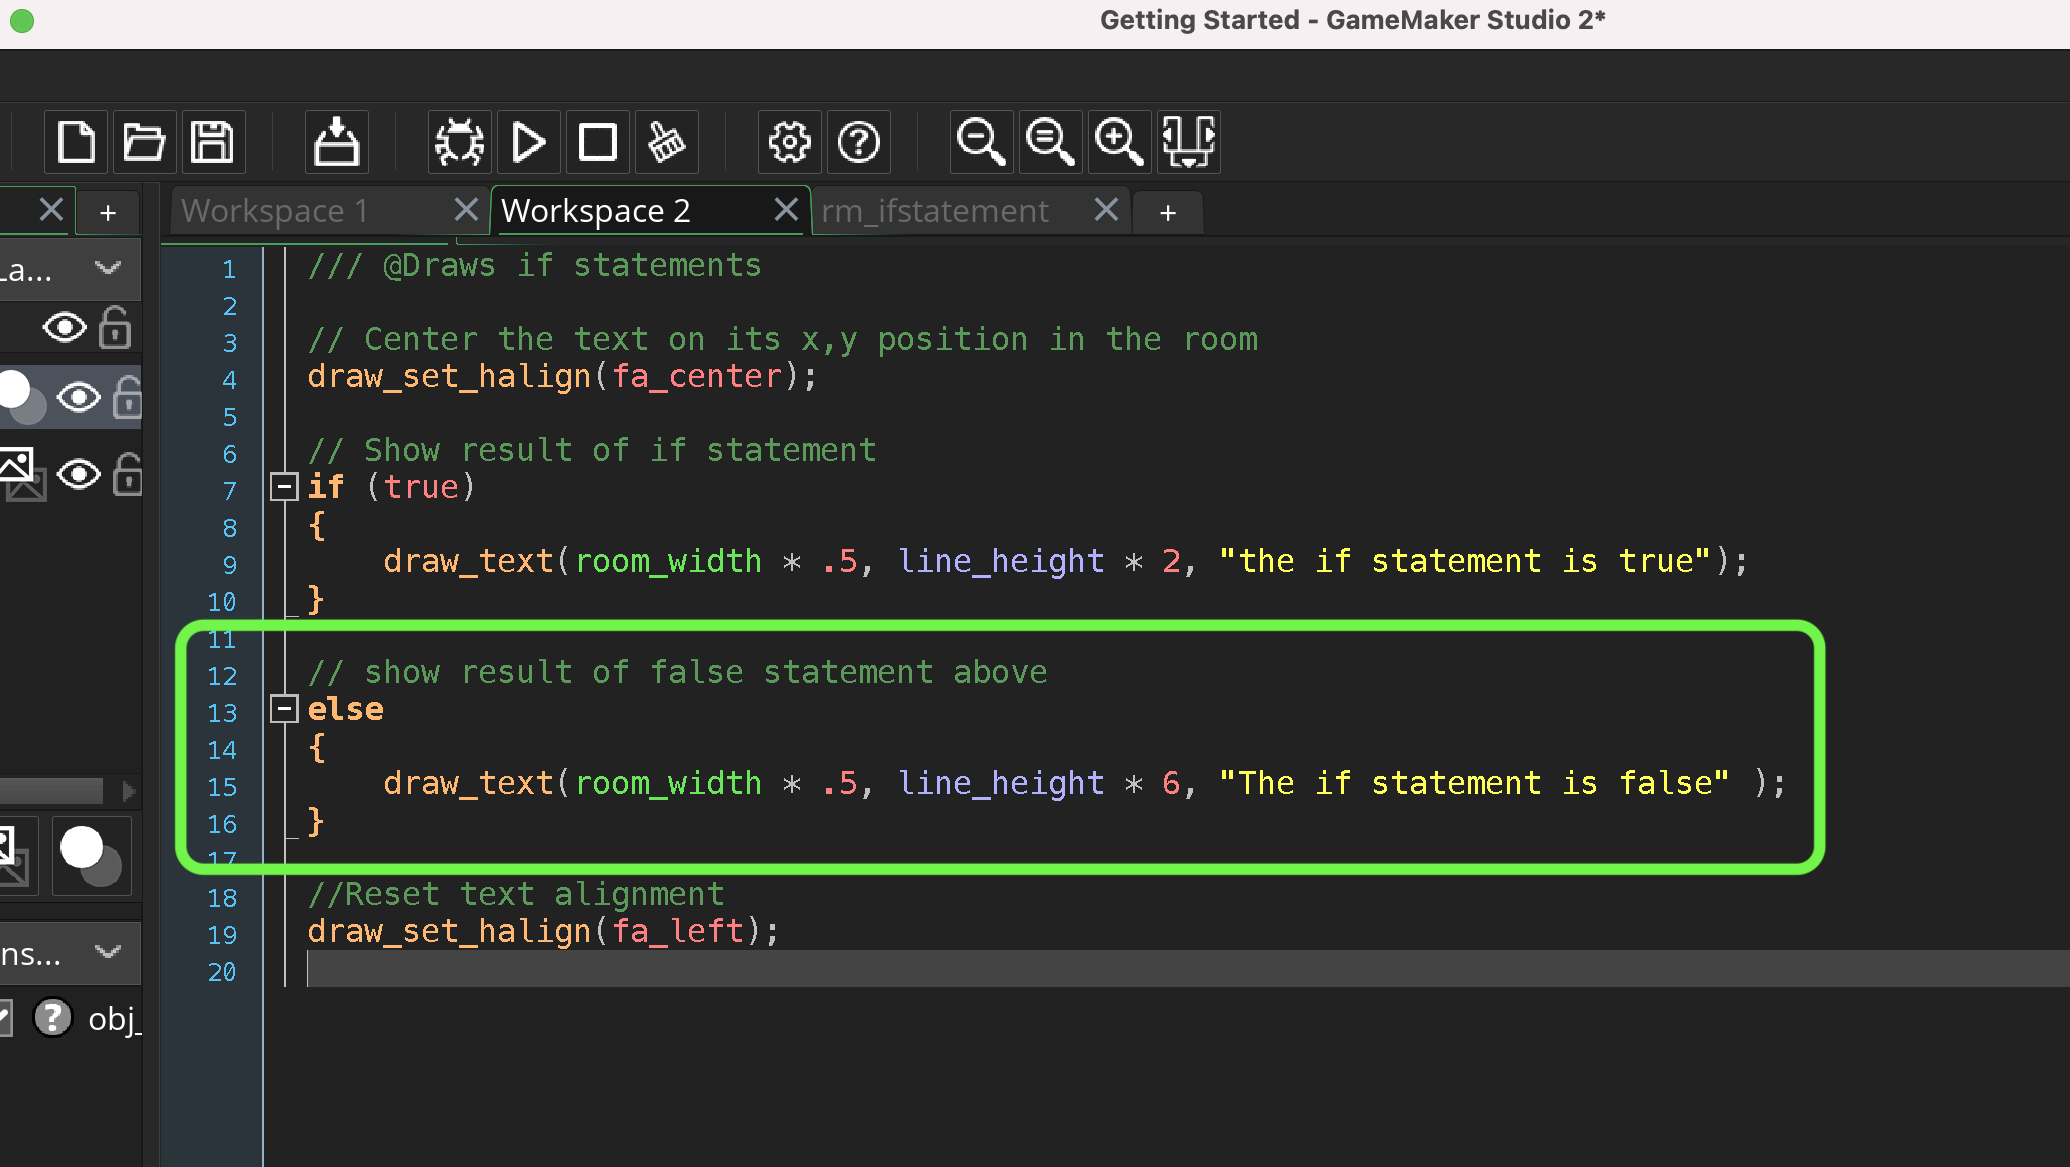 Getting Started - GameMaker Studio 2*
Workspace 1
Workspace 2
rm_ifstatement
La...
ns...
obj_
1 /// @Draws if statements
2
3 // Center the text on its x,y position in the room
4 draw_set_halign(fa_center);
5
6 // Show result of if statement
7 if (true)
8 {
9 draw_text(room_width * .5, line_height * 2, "the if statement is true");
10 }
11
12 // show result of false statement above
13 else
14 {
15 draw_text(room_width * .5, line_height * 6, "The if statement is false" );
16 }
17
18 //Reset text alignment
19 draw_set_halign(fa_left);
20